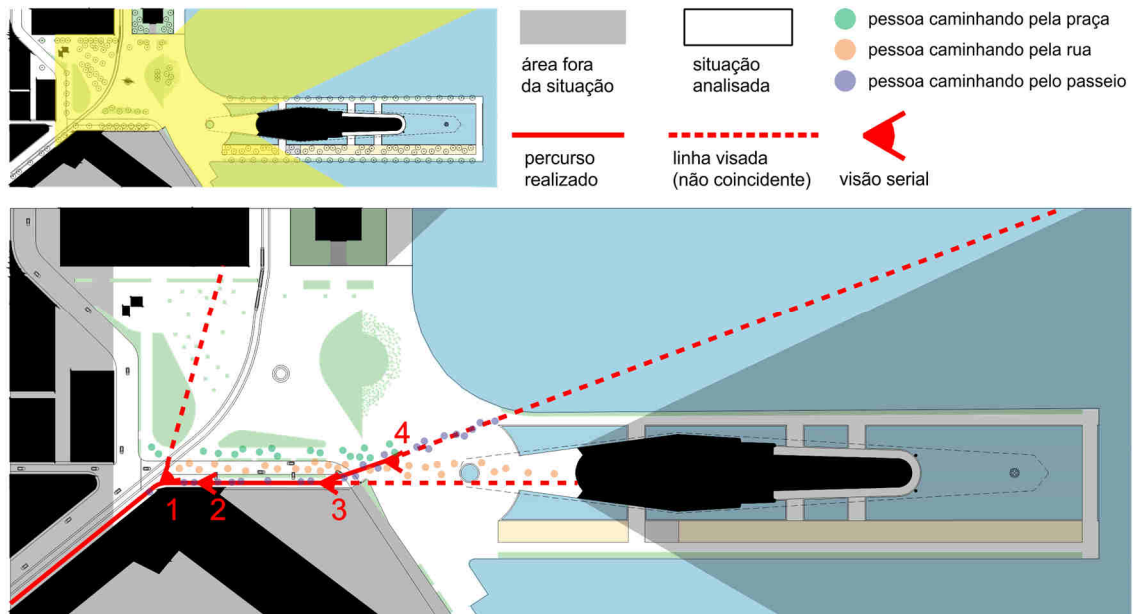 área fora
da situação
situação
analisada
pessoa caminhando pela praça
pessoa caminhando pela rua
pessoa caminhando pelo passeio
percurso
realizado
linha visada
(não coincidente)
visão serial
1
2
3
4